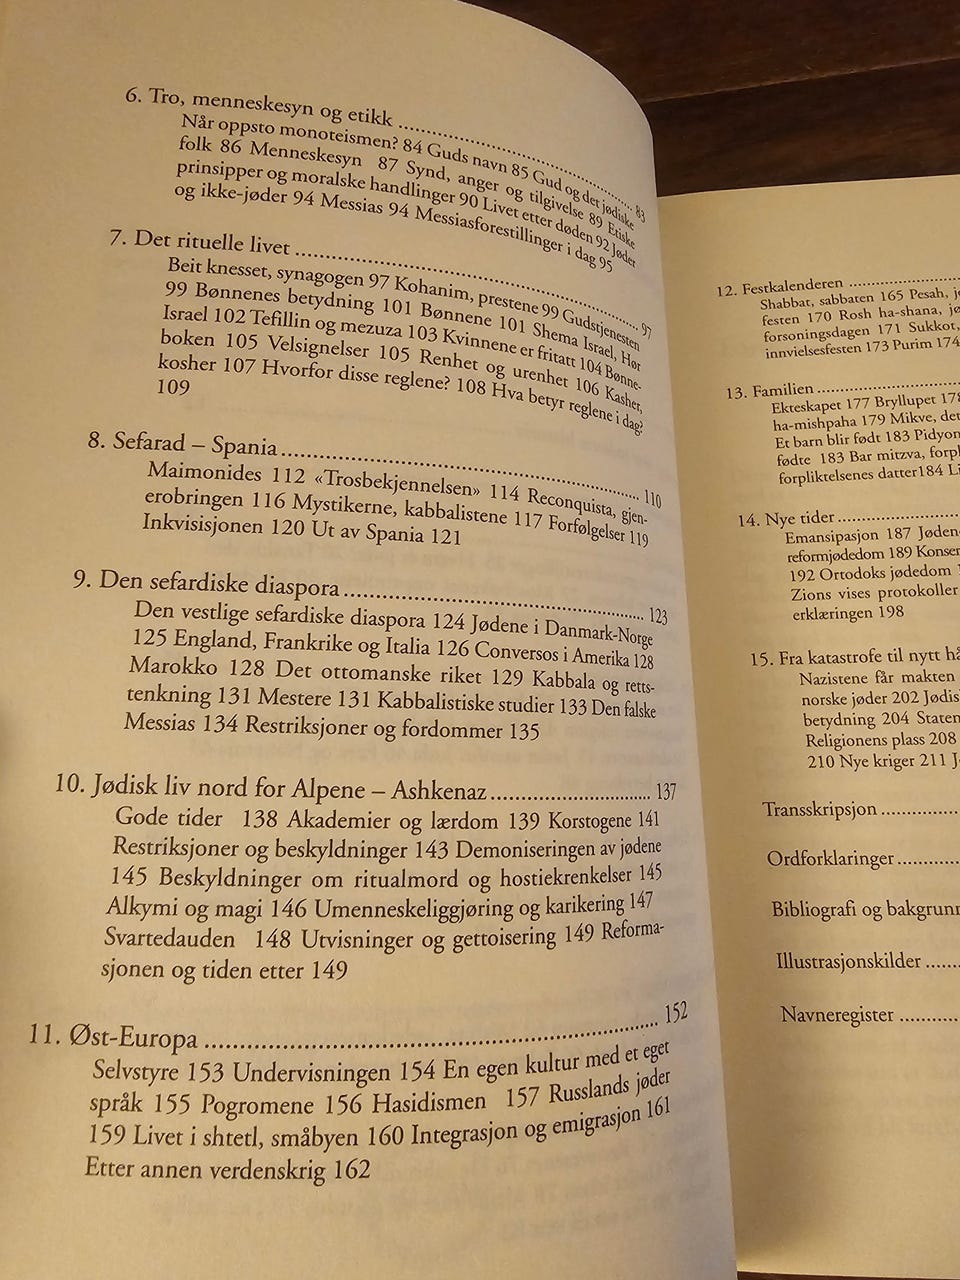 6. Tro, menneskesyn og etikk ........................................ 83
Når oppsto monoteismen? 84 Guds navn 85 Gud og det jødiske
folk 86 Menneskesyn 87 Synd, anger og tilgivelse 89 Etiske
prinsipper og moralske handlinger 90 Livet etter døden 92 Jøder
og ikke-jøder 94 Messias 94 Messiasforestillinger i dag 95
7. Det rituelle livet ........................................ 97
Beit knesset, synagogen 97 Kohanim, prestene 99 Gudstjenesten
99 Bønnenes betydning 101 Bønnene 101 Shema Israel, Hør
Israel 102 Tefillin og mezuza 103 Kvinnene er fritatt 104 Bønne-
boken 105 Velsignelser 105 Renhet og urenhet 106 Kasher,
kosher 107 Hvorfor disse reglene? 108 Hva betyr reglene i dag?
109
8. Sefarad – Spania ........................................ 110
Maimonides 112 «Trosbekjennelsen» 114 Reconquista, gjen-
erobringen 116 Mystikerne, kabbalistene 117 Forfølgelser 119
Inkvisisjonen 120 Ut av Spania 121
9. Den sefardiske diaspora ........................................ 123
Den vestlige sefardiske diaspora 124 Jødene i Danmark-Norge
125 England, Frankrike og Italia 126 Conversos i Amerika 128
Marokko 128 Det ottomanske riket 129 Kabbala og retts-
tenkning 131 Mestere 131 Kabbalistiske studier 133 Den falske
Messias 134 Restriksjoner og fordommer 135
10. Jødisk liv nord for Alpene – Ashkenaz .............................. 137
Gode tider 138 Akademier og lærdom 139 Korstogene 141
Restriksjoner og beskyldninger 143 Demoniseringen av jødene
145 Beskyldninger om ritualmord og hostiekrenkelser 145
Alkymi og magi 146 Umenneskeliggjøring og karikering 147
Svartedauden 148 Utvisninger og gettoisering 149 Reforma-
sjonen og tiden etter 149
11. Øst-Europa ........................................ 152
Selvstyre 153 Undervisningen 154 En egen kultur med et eget
språk 155 Pogromene 156 Hasidismen 157 Russlands jøder
159 Livet i shtetl, småbyen 160 Integrasjon og emigrasjon 161
Etter annen verdenskrig 162
12. Festkalenderen ....................
Shabbat, sabbaten 165 Pesah,
festen 170 Rosh ha-shana,
forsoningsdagen 171 Sukkot,
innvielsesfesten 173 Purim 174
13. Familien ....................
Ekteskapet 177 Bryllupet 178
ha-mishpaha 179 Mikve, det
Et barn blir født 183 Pidyon
fødte 183 Bar mitzva,
forpliktelsenes datter184
14. Nye tider ....................
Emansipasjon 187
reformjødedom 189
192 Ortodoks jødedom
Zions vises protokoller
erklæringen 198
15. Fra katastrofe til nytt
Nazistene får makten
norske jøder 202
betydning 204
Religionens plass 208
210 Nye kriger 211
Transskripsjon ............
Ordforklaringer ............
Bibliografi og
Illustrasjonskilder ......
Navneregister ..........